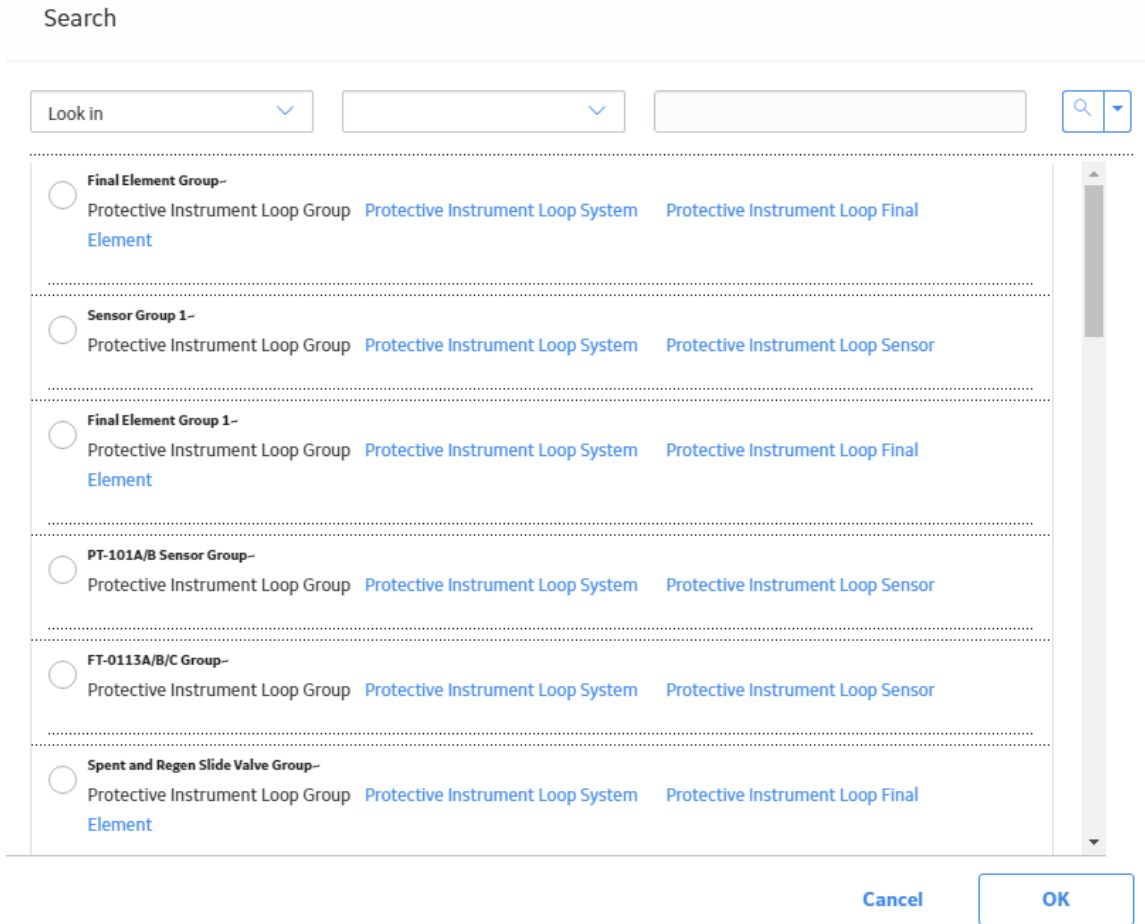 Search
Look in
Final Element Group~
Protective Instrument Loop Group Protective Instrument Loop System Protective Instrument Loop Final
Element
Sensor Group 1~
Protective Instrument Loop Group Protective Instrument Loop System Protective Instrument Loop Sensor
Final Element Group 1~
Protective Instrument Loop Group Protective Instrument Loop System Protective Instrument Loop Final
Element
PT-101A/B Sensor Group~
Protective Instrument Loop Group Protective Instrument Loop System Protective Instrument Loop Sensor
FT-0113A/B/C Group~
Protective Instrument Loop Group Protective Instrument Loop System Protective Instrument Loop Sensor
Spent and Regen Slide Valve Group~
Protective Instrument Loop Group Protective Instrument Loop System Protective Instrument Loop Final
Element
Cancel OK